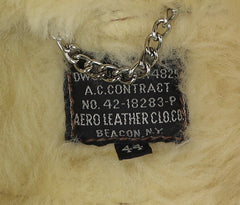 A.C. CONTRACT
NO. 42-18283-P
AERO LEATHER CLO. CO
BEACON, N.Y.
44